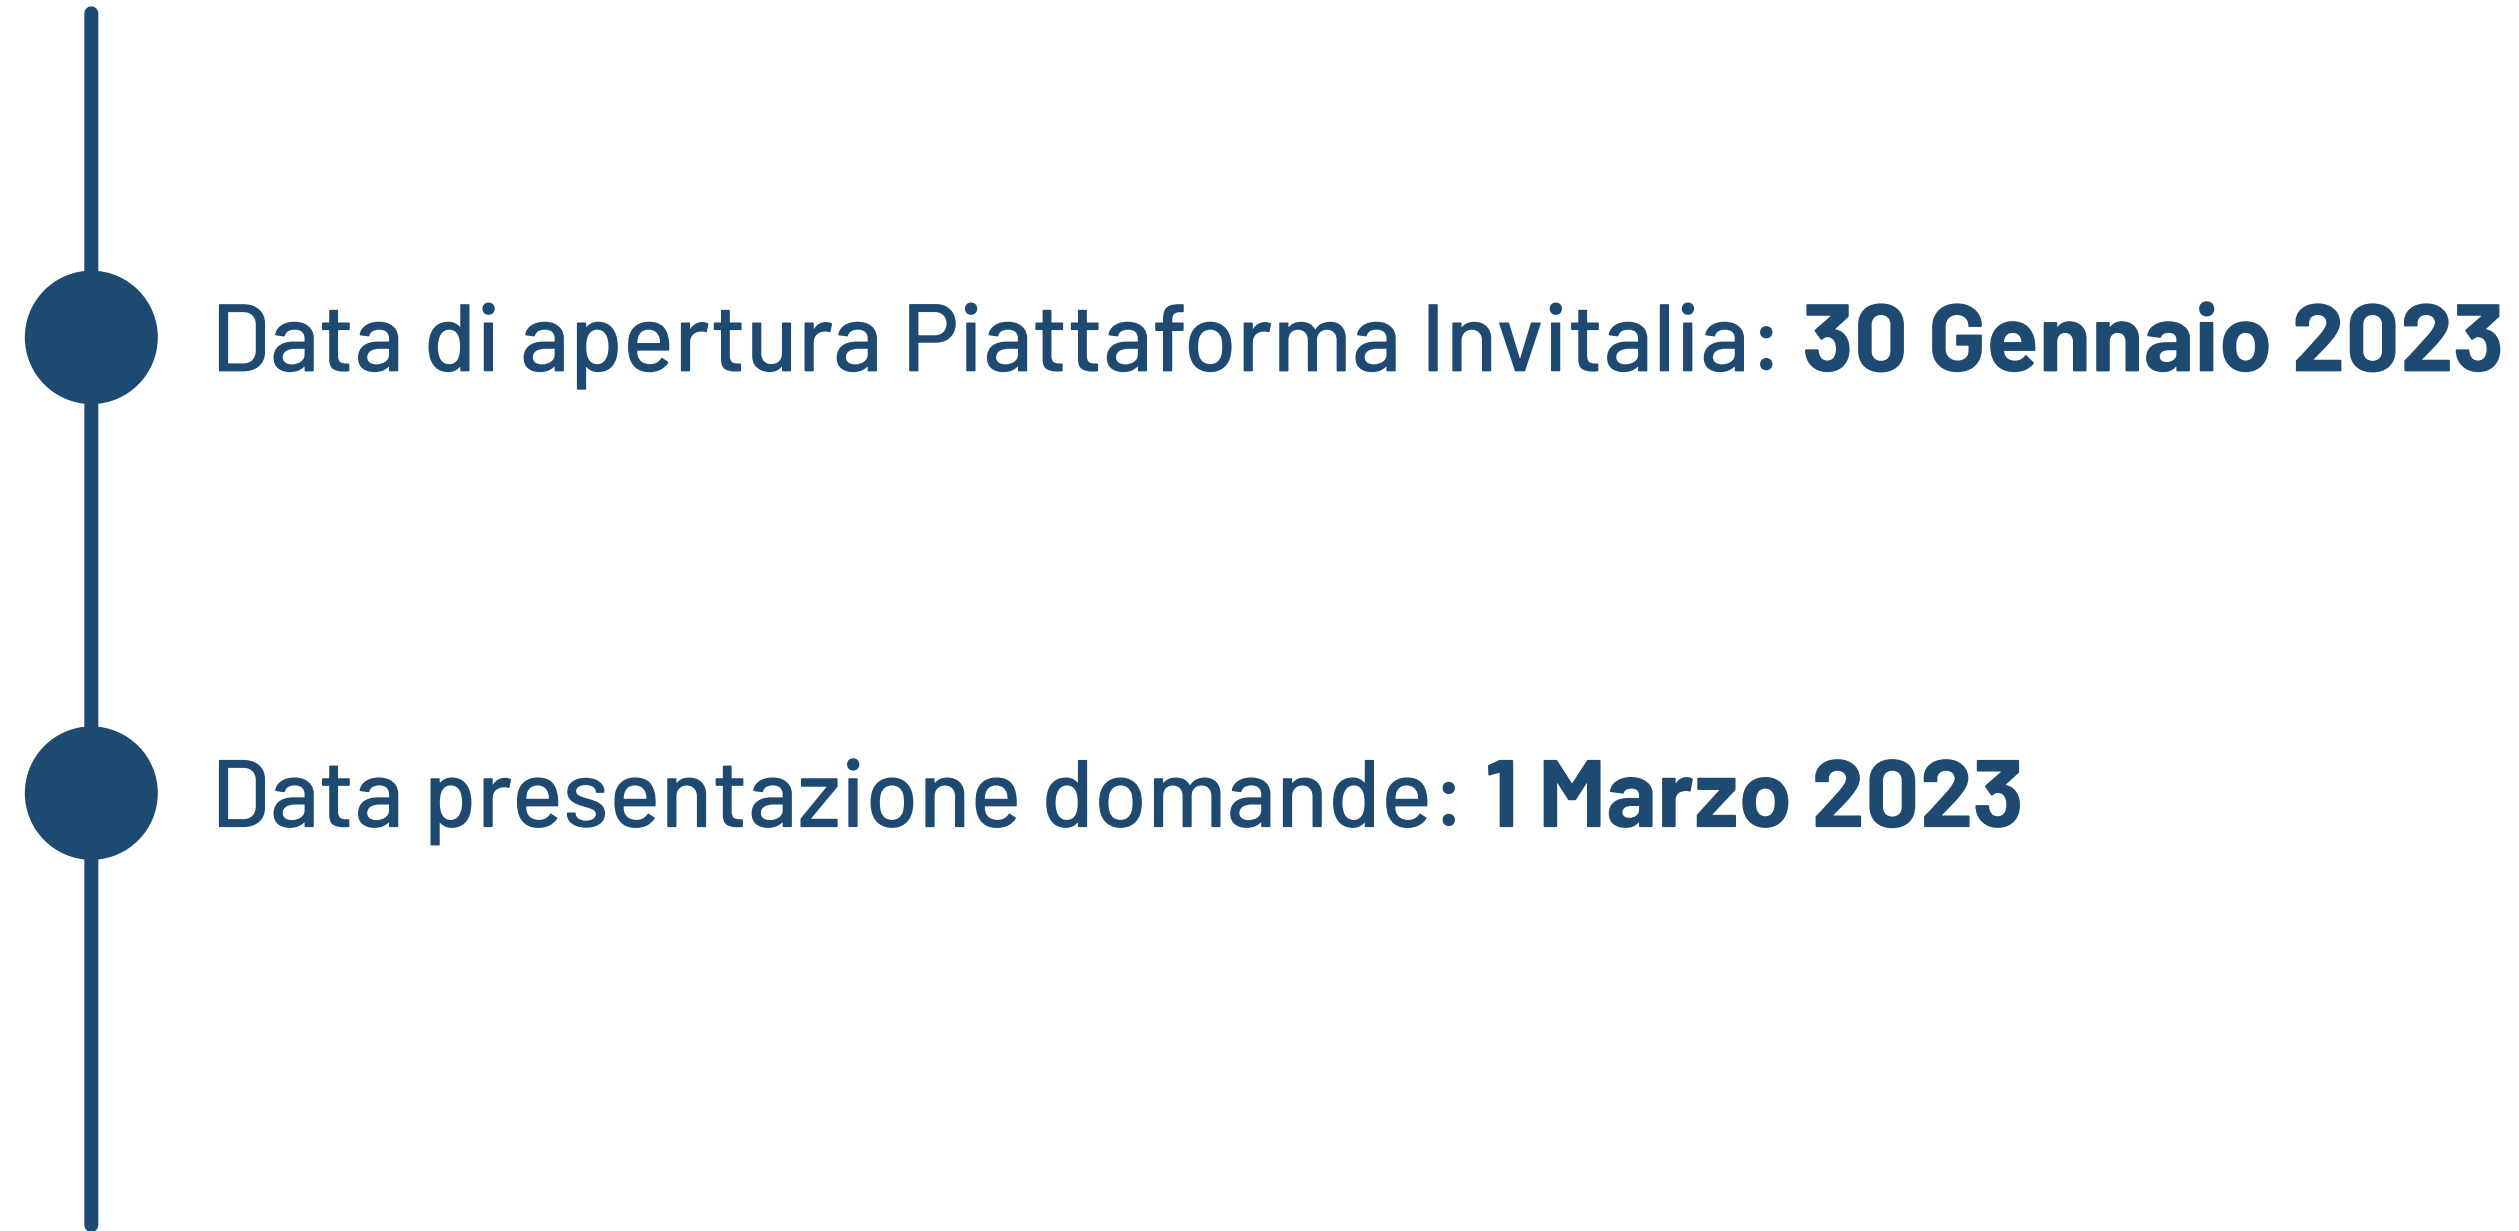 Data di apertura Piattaforma Invitalia: 30 Gennaio 2023
Data presentazione domande: 1 Marzo 2023